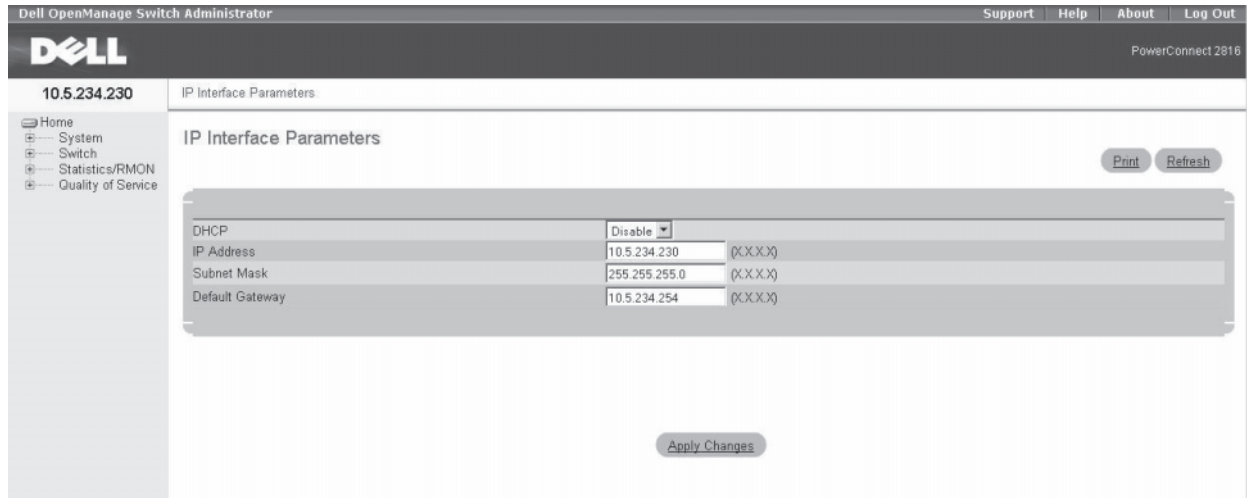 Dell OpenManage Switch Administrator
Support Help About Log Out
DELL
PowerConnect 2816
10.5.234.230
IP Interface Parameters
Home
System
Switch
Statistics/RMON
Quality of Service
IP Interface Parameters
Print Refresh
DHCP Disable
IP Address 10.5.234.230 (X.X.X.X)
Subnet Mask 255.255.255.0 (X.X.X.X)
Default Gateway 10.5.234.254 (X.X.X.X)
Apply Changes